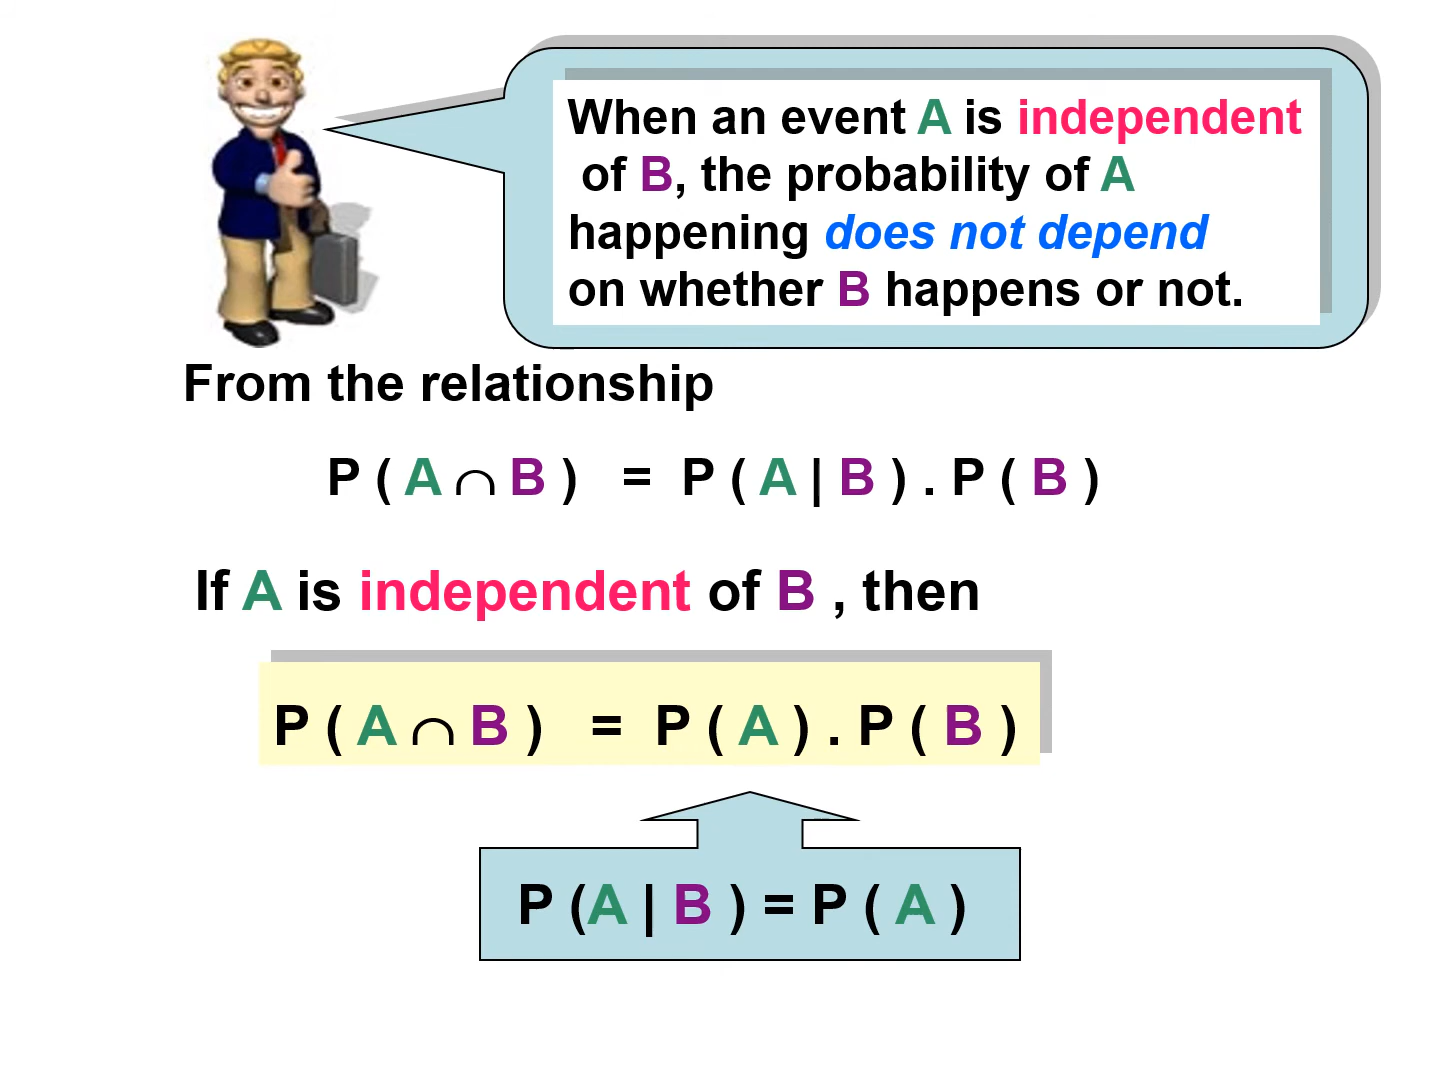 When an event A is independent
of B, the probability of A
happening does not depend
on whether B happens or not.
From the relationship
P ( A ∩ B ) = P ( A | B ) . P ( B )
If A is independent of B , then
P ( A ∩ B ) = P ( A ) . P ( B )
P (A | B ) = P ( A )